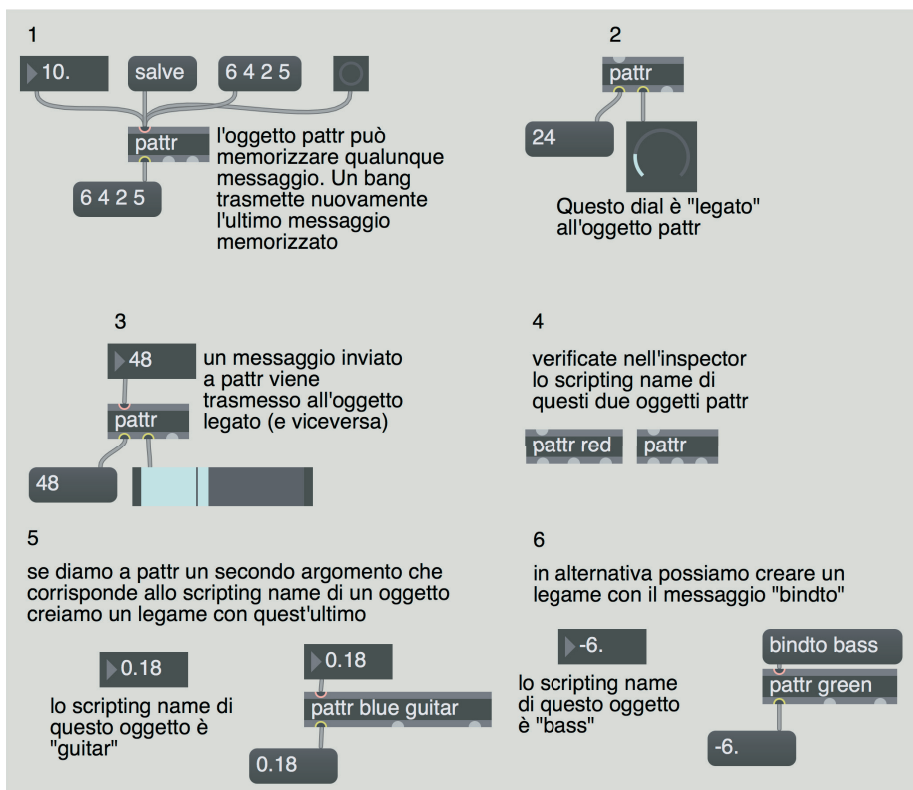 1
10.
salve
6 4 2 5
pattr
6 4 2 5
l'oggetto pattr può
memorizzare qualunque
messaggio. Un bang
trasmette nuovamente
l'ultimo messaggio
memorizzato
2
pattr
24
Questo dial è "legato"
all'oggetto pattr
3
48
pattr
48
un messaggio inviato
a pattr viene
trasmesso all'oggetto
legato (e viceversa)
4
verificate nell'inspector
lo scripting name di
questi due oggetti pattr
pattr red
pattr
5
se diamo a pattr un secondo argomento che
corrisponde allo scripting name di un oggetto
creiamo un legame con quest'ultimo
0.18
lo scripting name di
questo oggetto è
"guitar"
0.18
pattr blue guitar
0.18
6
in alternativa possiamo creare un
legame con il messaggio "bindto"
-6.
lo scripting name
di questo oggetto
è "bass"
bindto bass
pattr green
-6.